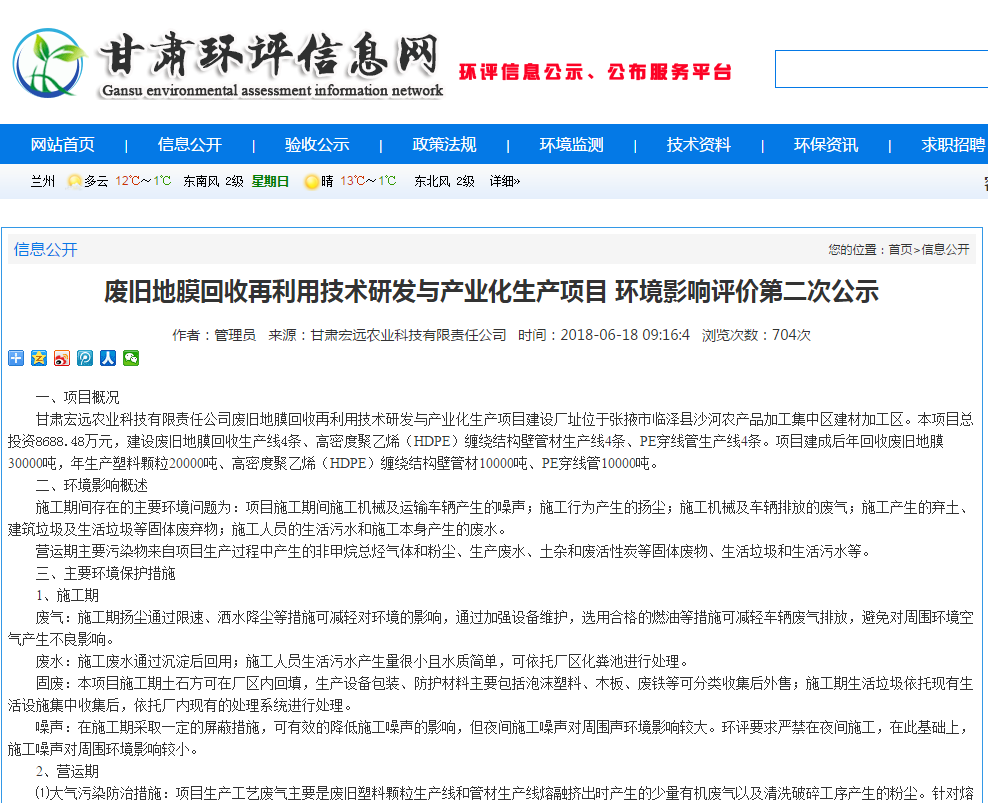 甘肃环评信息网
Gansu environmental assessment information network
环评信息公示、公布服务平台
网站首页 | 信息公开 | 验收公示 | 政策法规 | 环境监测 | 技术资料 | 环保资讯 | 求职招聘
兰州 多云 12℃～1℃ 东南风 2级 星期日 晴 13℃～1℃ 东北风 2级 详细»
信息公开
您的位置：首页>信息公开
废旧地膜回收再利用技术研发与产业化生产项目 环境影响评价第二次公示
作者：管理员 来源：甘肃宏远农业科技有限责任公司 时间：2018-06-18 09:16:4 浏览次数：704次
一、项目概况
甘肃宏远农业科技有限责任公司废旧地膜回收再利用技术研发与产业化生产项目建设厂址位于张掖市临泽县沙河农产品加工集中区建材加工区。本项目总
投资8688.48万元，建设废旧地膜回收生产线4条、高密度聚乙烯（HDPE）缠绕结构壁管材生产线4条、PE穿线管生产线4条。项目建成后年回收废旧地膜
30000吨，年生产塑料颗粒20000吨、高密度聚乙烯（HDPE）缠绕结构壁管材10000吨、PE穿线管10000吨。
二、环境影响概述
施工期间存在的主要环境问题为：项目施工期间施工机械及运输车辆产生的噪声；施工行为产生的扬尘；施工机械及车辆排放的废气；施工产生的弃土、
建筑垃圾及生活垃圾等固体废弃物；施工人员的生活污水和施工本身产生的废水。
营运期主要污染物来自项目生产过程中产生的非甲烷总烃气体和粉尘、生产废水、土杂和废活性炭等固体废物、生活垃圾和生活污水等。
三、主要环境保护措施
1、施工期
废气：施工期扬尘通过限速、洒水降尘等措施可减轻对环境的影响，通过加强设备维护，选用合格的燃油等措施可减轻车辆废气排放，避免对周围环境空
气产生不良影响。
废水：施工废水通过沉淀后回用；施工人员生活污水产生量很小且水质简单，可依托厂区化粪池进行处理。
固废：本项目施工期土石方可在厂区内回填，生产设备包装、防护材料主要包括泡沫塑料、木板、废铁等可分类收集后外售；施工期生活垃圾依托现有生
活设施集中收集后，依托厂内现有的处理系统进行处理。
噪声：在施工期采取一定的屏蔽措施，可有效的降低施工噪声的影响，但夜间施工噪声对周围声环境影响较大。环评要求严禁在夜间施工，在此基础上，
施工噪声对周围环境影响较小。
2、营运期
⑴大气污染防治措施：项目生产工艺废气主要是废旧塑料颗粒生产线和管材生产线熔融挤出时产生的少量有机废气以及清洗破碎工序产生的粉尘。针对熔